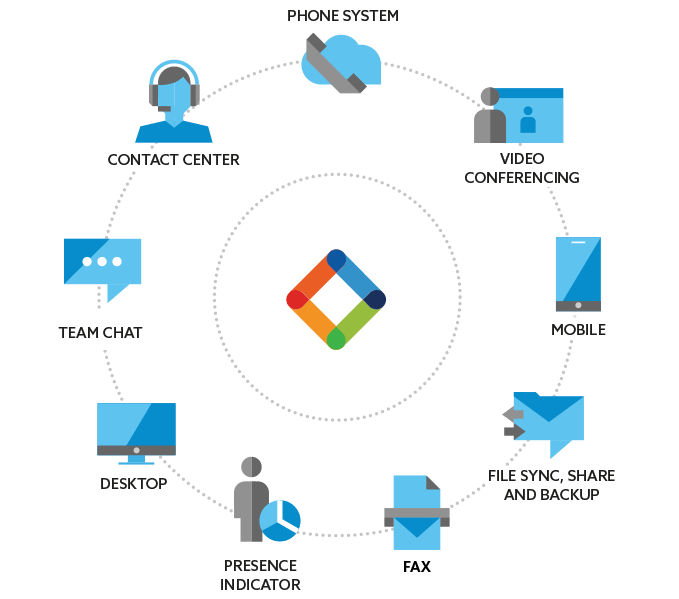 PHONE SYSTEM
CONTACT CENTER
VIDEO
CONFERENCING
TEAM CHAT
MOBILE
DESKTOP
FILE SYNC, SHARE
AND BACKUP
PRESENCE
INDICATOR
FAX